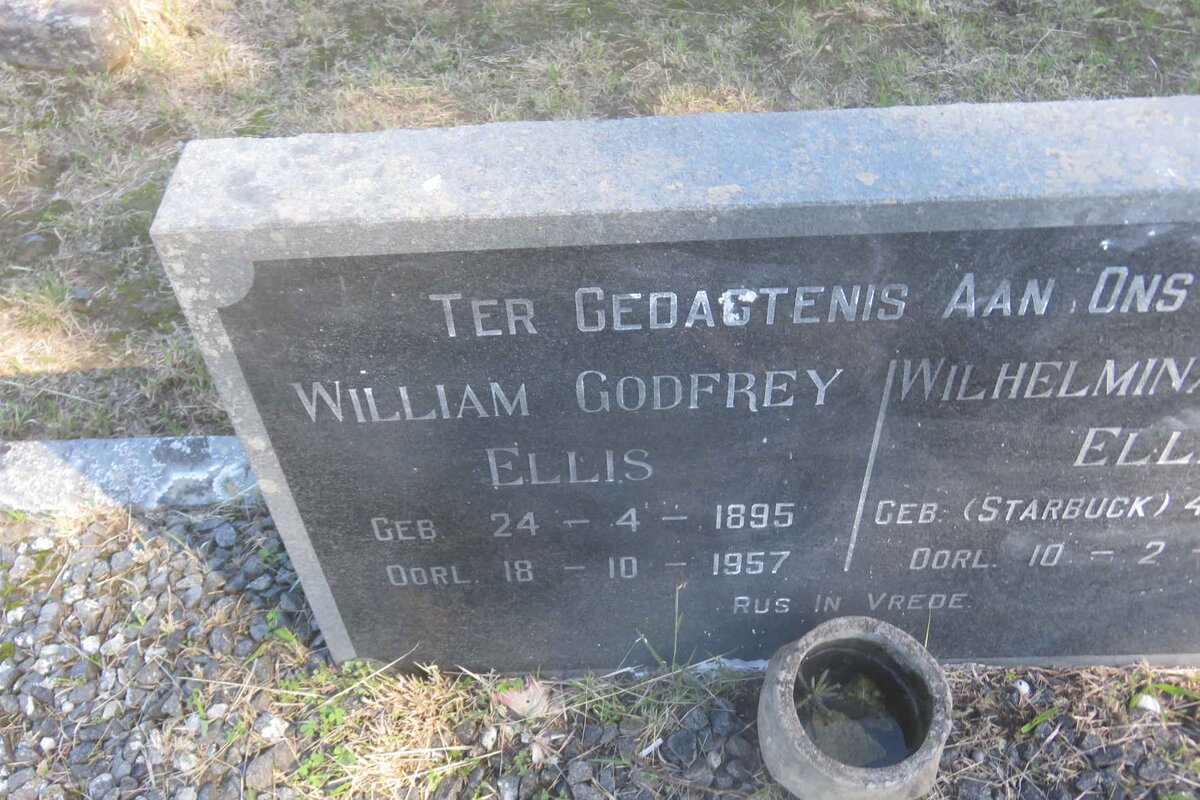 TER GEDAGTENIS AAN ONS
WILLIAM GODFREY
ELLIS
GEB. 24 – 4 – 1895
OORL. 18 – 10 – 1957
GEB. (STARBUCK)
OORL. 10 – 2
RUS IN VREDE.